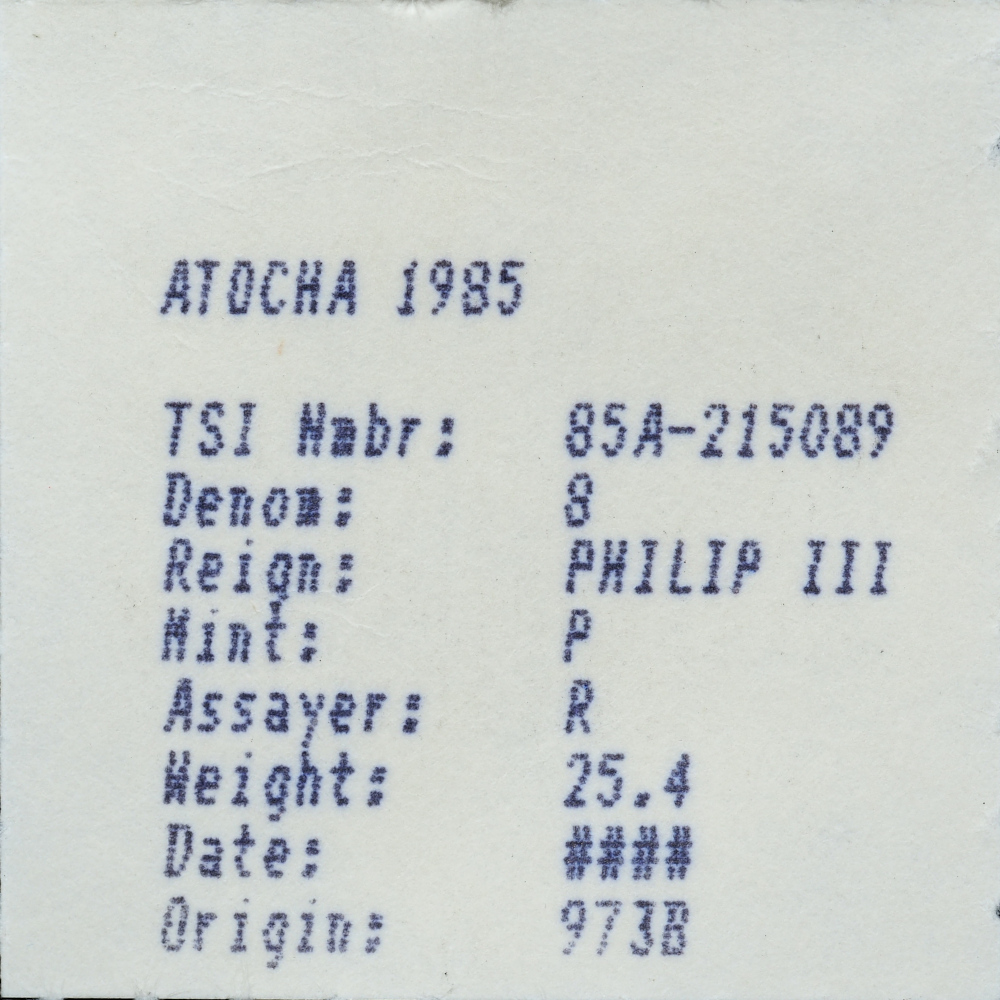 ATOCHA 1985
TSI Nmbr: 85A-215089
Denom: 8
Reign: PHILIP III
Mint: P
Assayer: R
Weight: 25.4
Date: ####
Origin: 973B